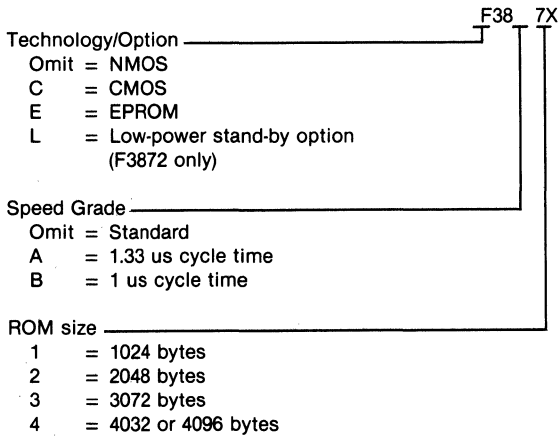 F38 7X
Technology/Option
Omit = NMOS
C = CMOS
E = EPROM
L = Low-power stand-by option
(F3872 only)
Speed Grade
Omit = Standard
A = 1.33 us cycle time
B = 1 us cycle time
ROM size
1 = 1024 bytes
2 = 2048 bytes
3 = 3072 bytes
4 = 4032 or 4096 bytes